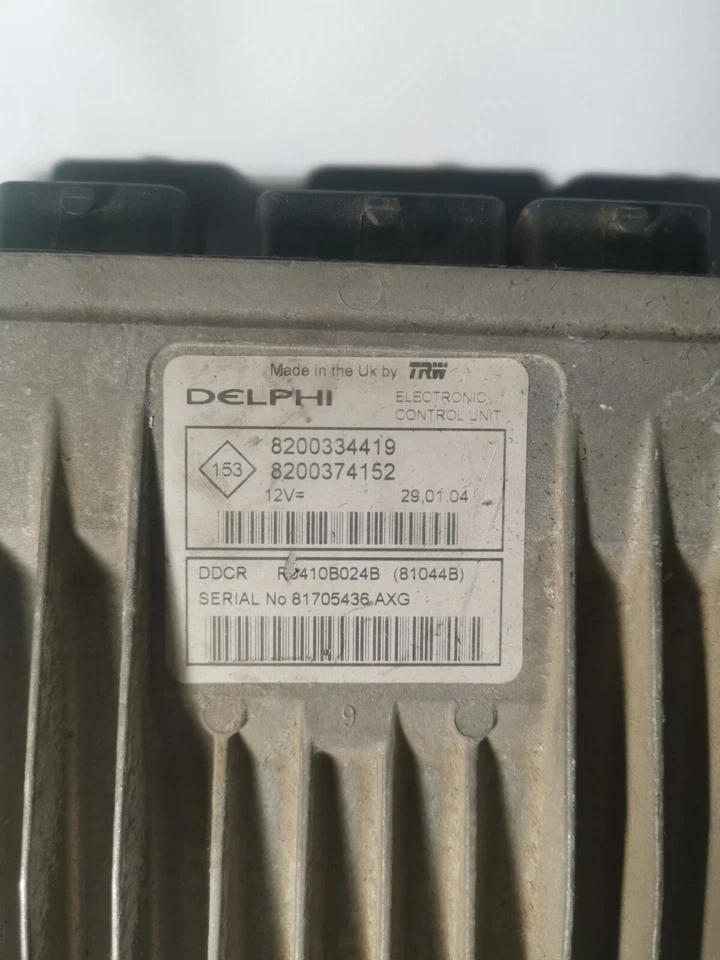 Made in the Uk by TRW
DELPHI ELECTRONIC
CONTROL UNIT
8200334419
153 8200374152
12V= 29,01.04
DDCR (81044B)
SERIAL No 81705436 AXG
9